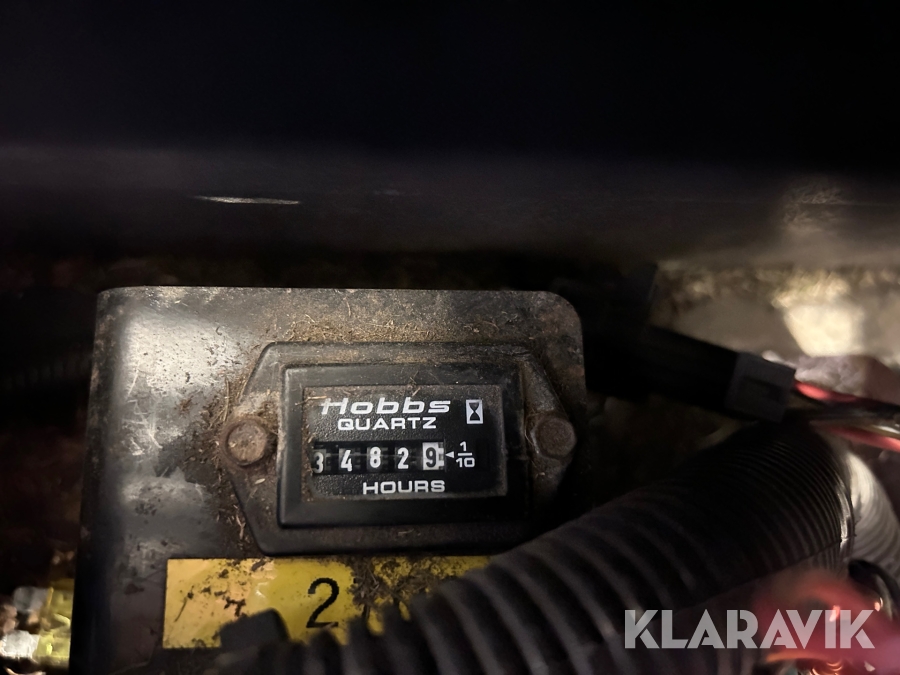 Hobbs
QUARTZ
34829 1/10
HOURS
2
KLARAVIK